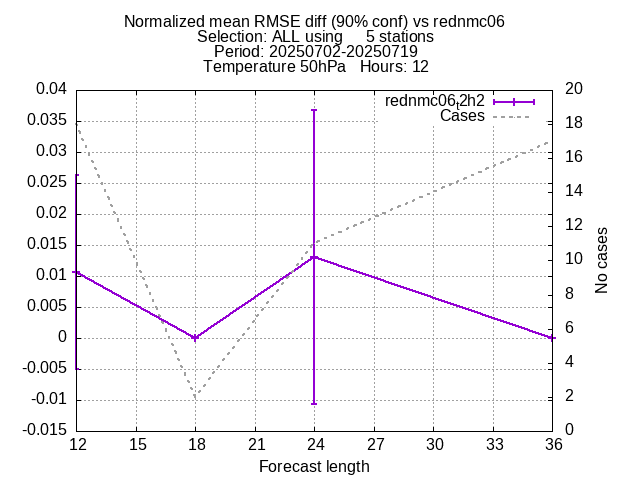 Normalized mean RMSE diff (90% conf) vs rednmc06
Selection: ALL using     5 stations
Period: 20250702-20250719
Temperature 50hPa   Hours: 12
rednmc06t2h2
Cases
0.04
0.035
0.03
0.025
0.02
0.015
0.01
0.005
0
-0.005
-0.01
-0.015
20
18
16
14
12
10
8
6
4
2
0
No cases
12 15 18 21 24 27 30 33 36
Forecast length